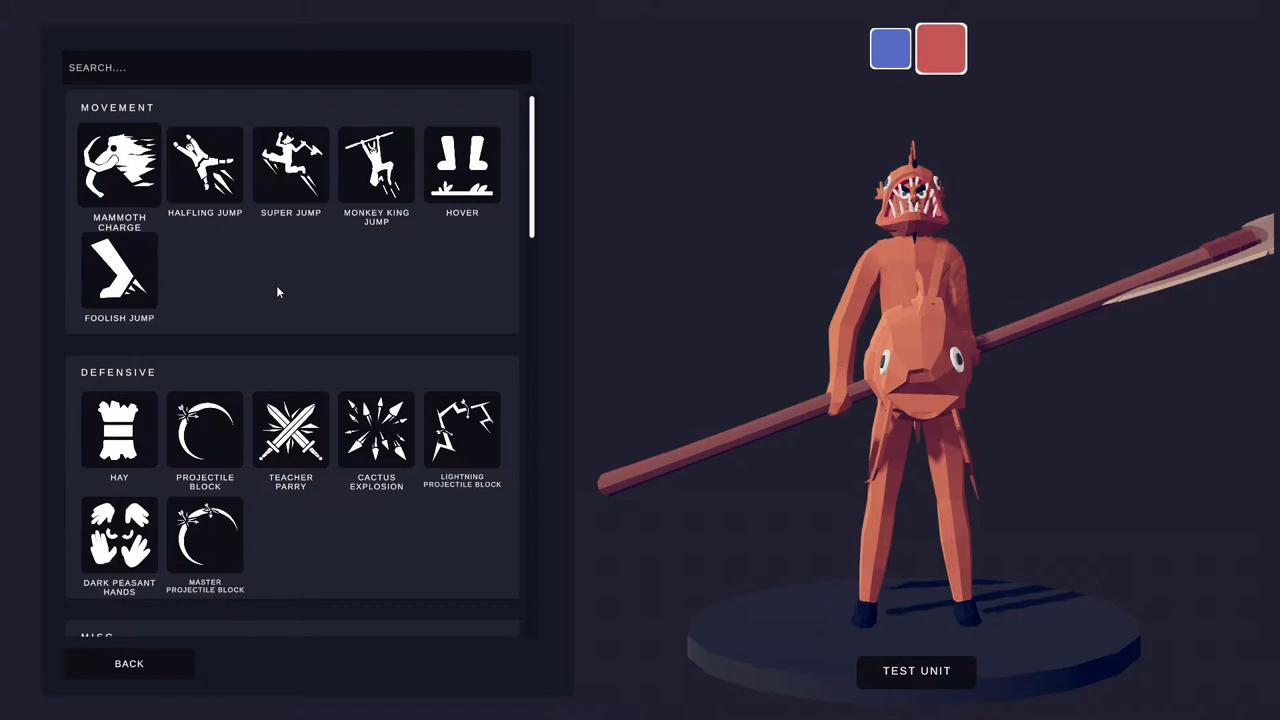 SEARCH....
MOVEMENT
MAMMOTH
CHARGE
HALFLING JUMP
SUPER JUMP
MONKEY KING
JUMP
HOVER
FOOLISH JUMP
DEFENSIVE
HAY
PROJECTILE
BLOCK
TEACHER
PARRY
CACTUS
EXPLOSION
LIGHTNING
PROJECTILE BLOCK
DARK PEASANT
HANDS
MASTER
PROJECTILE BLOCK
MISC
BACK
TEST UNIT